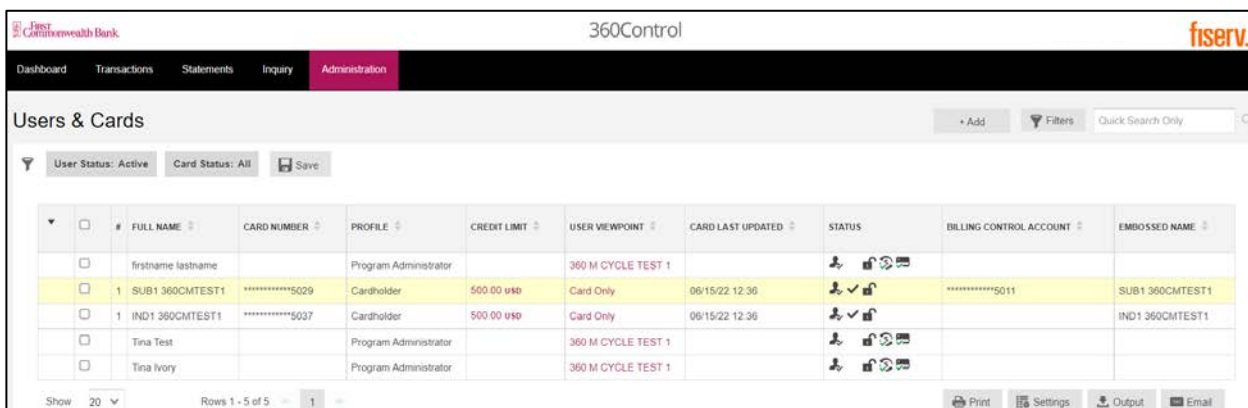 First Commonwealth Bank. 360Control fiserv.
Dashboard Transactions Statements Inquiry Administration
Users & Cards + Add Filters Quick Search Only
User Status: Active Card Status: All Save
# FULL NAME CARD NUMBER PROFILE CREDIT LIMIT USER VIEWPOINT CARD LAST UPDATED STATUS BILLING CONTROL ACCOUNT EMBOSSED NAME
firstname lastname Program Administrator 360 M CYCLE TEST 1
1 SUB1 360CMTEST1 ************5029 Cardholder 500.00 USD Card Only 06/15/22 12:36 ************5011 SUB1 360CMTEST1
1 IND1 360CMTEST1 ************5037 Cardholder 500.00 USD Card Only 06/15/22 12:36 IND1 360CMTEST1
Tina Test Program Administrator 360 M CYCLE TEST 1
Tina Ivory Program Administrator 360 M CYCLE TEST 1
Show 20 Rows 1 - 5 of 5 1 Print Settings Output Email